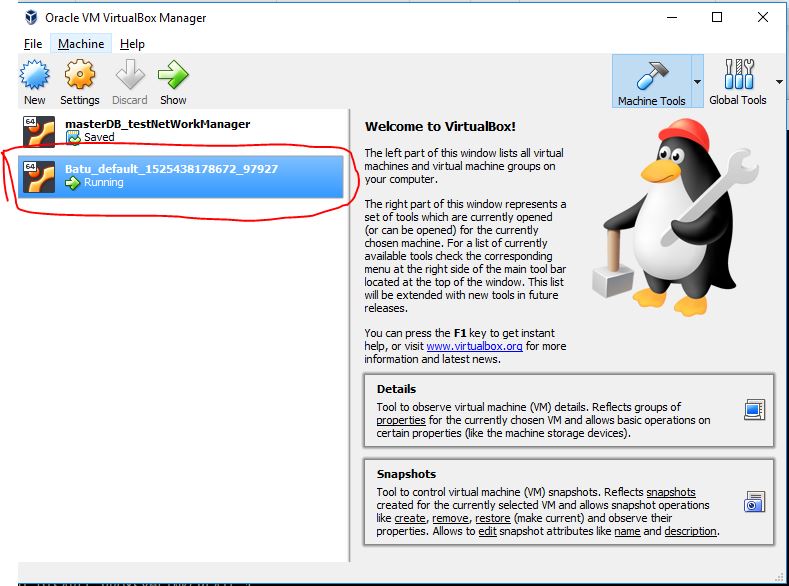 Oracle VM VirtualBox Manager
File Machine Help
New Settings Discard Show
Machine Tools Global Tools
64
masterDB_testNetWorkManager
Saved
64
Batu_default_1525438178672_97927
Running
Welcome to VirtualBox!
The left part of this window lists all virtual
machines and virtual machine groups on
your computer.
The right part of this window represents a
set of tools which are currently opened
(or can be opened) for the currently
chosen machine. For a list of currently
available tools check the corresponding
menu at the right side of the main tool bar
located at the top of the window. This list
will be extended with new tools in future
releases.
You can press the F1 key to get instant
help, or visit www.virtualbox.org for more
information and latest news.
Details
Tool to observe virtual machine (VM) details. Reflects groups of
properties for the currently chosen VM and allows basic operations on
certain properties (like the machine storage devices).
Snapshots
Tool to control virtual machine (VM) snapshots. Reflects snapshots
created for the currently selected VM and allows snapshot operations
like create, remove, restore (make current) and observe their
properties. Allows to edit snapshot attributes like name and description.